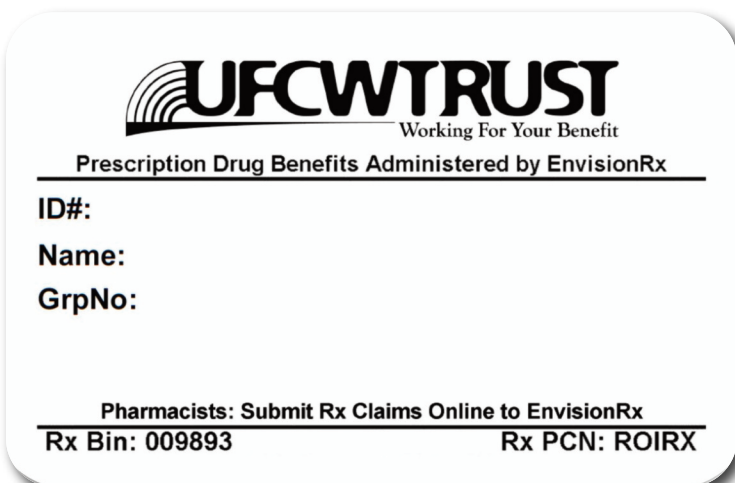 UFCWTRUST
Working For Your Benefit
Prescription Drug Benefits Administered by EnvisionRx
ID#:
Name:
GrpNo:
Pharmacists: Submit Rx Claims Online to EnvisionRx
Rx Bin: 009893 Rx PCN: ROIRX